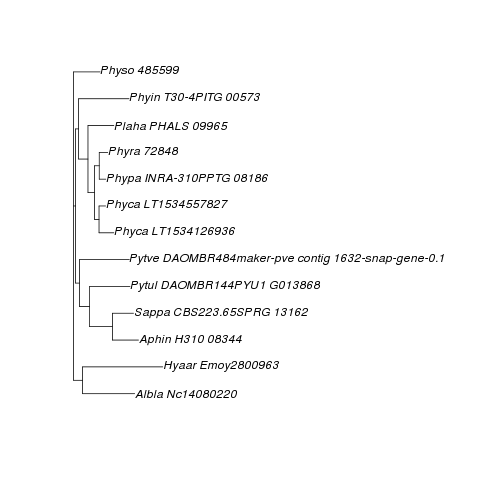 Physo 485599
Phyin T30-4PITG 00573
Plaha PHALS 09965
Phyra 72848
Phypa INRA-310PPTG 08186
Phyca LT1534557827
Phyca LT1534126936
Pytve DAOMBR484maker-pve contig 1632-snap-gene-0.1
Pytul DAOMBR144PYU1 G013868
Sappa CBS223.65SPRG 13162
Aphin H310 08344
Hyaar Emoy2800963
Albla Nc14080220